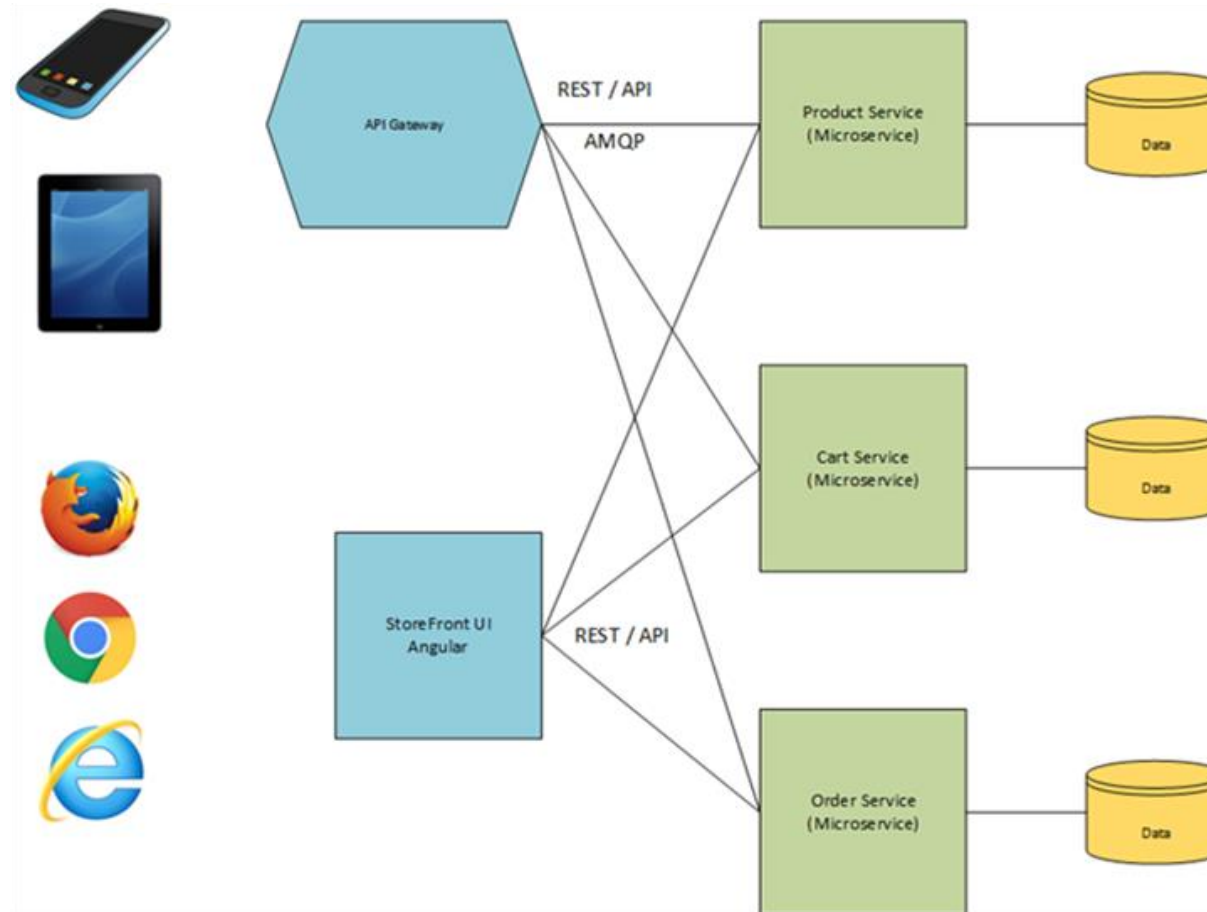 API Gateway
REST / API
AMQP
Product Service
(Microservice)
Data
Cart Service
(Microservice)
Data
StoreFront UI
Angular
REST / API
Order Service
(Microservice)
Data